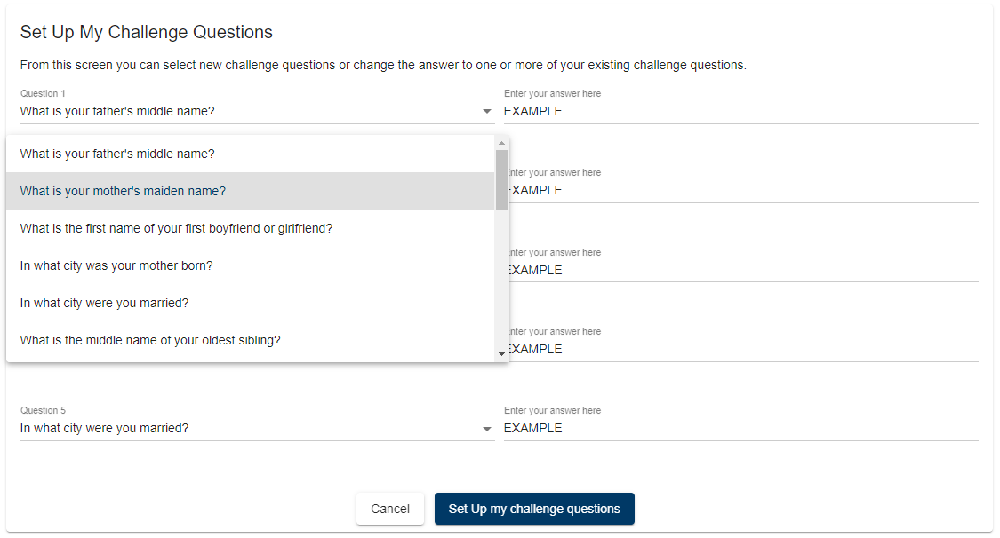 Set Up My Challenge Questions
From this screen you can select new challenge questions or change the answer to one or more of your existing challenge questions.
Question 1
Enter your answer here
What is your father's middle name?
EXAMPLE
What is your father's middle name?
nter your answer here
What is your mother's maiden name?
EXAMPLE
What is the first name of your first boyfriend or girlfriend?
nter your answer here
In what city was your mother born?
EXAMPLE
In what city were you married?
nter your answer here
What is the middle name of your oldest sibling?
EXAMPLE
Question 5
Enter your answer here
In what city were you married?
EXAMPLE
Cancel
Set Up my challenge questions